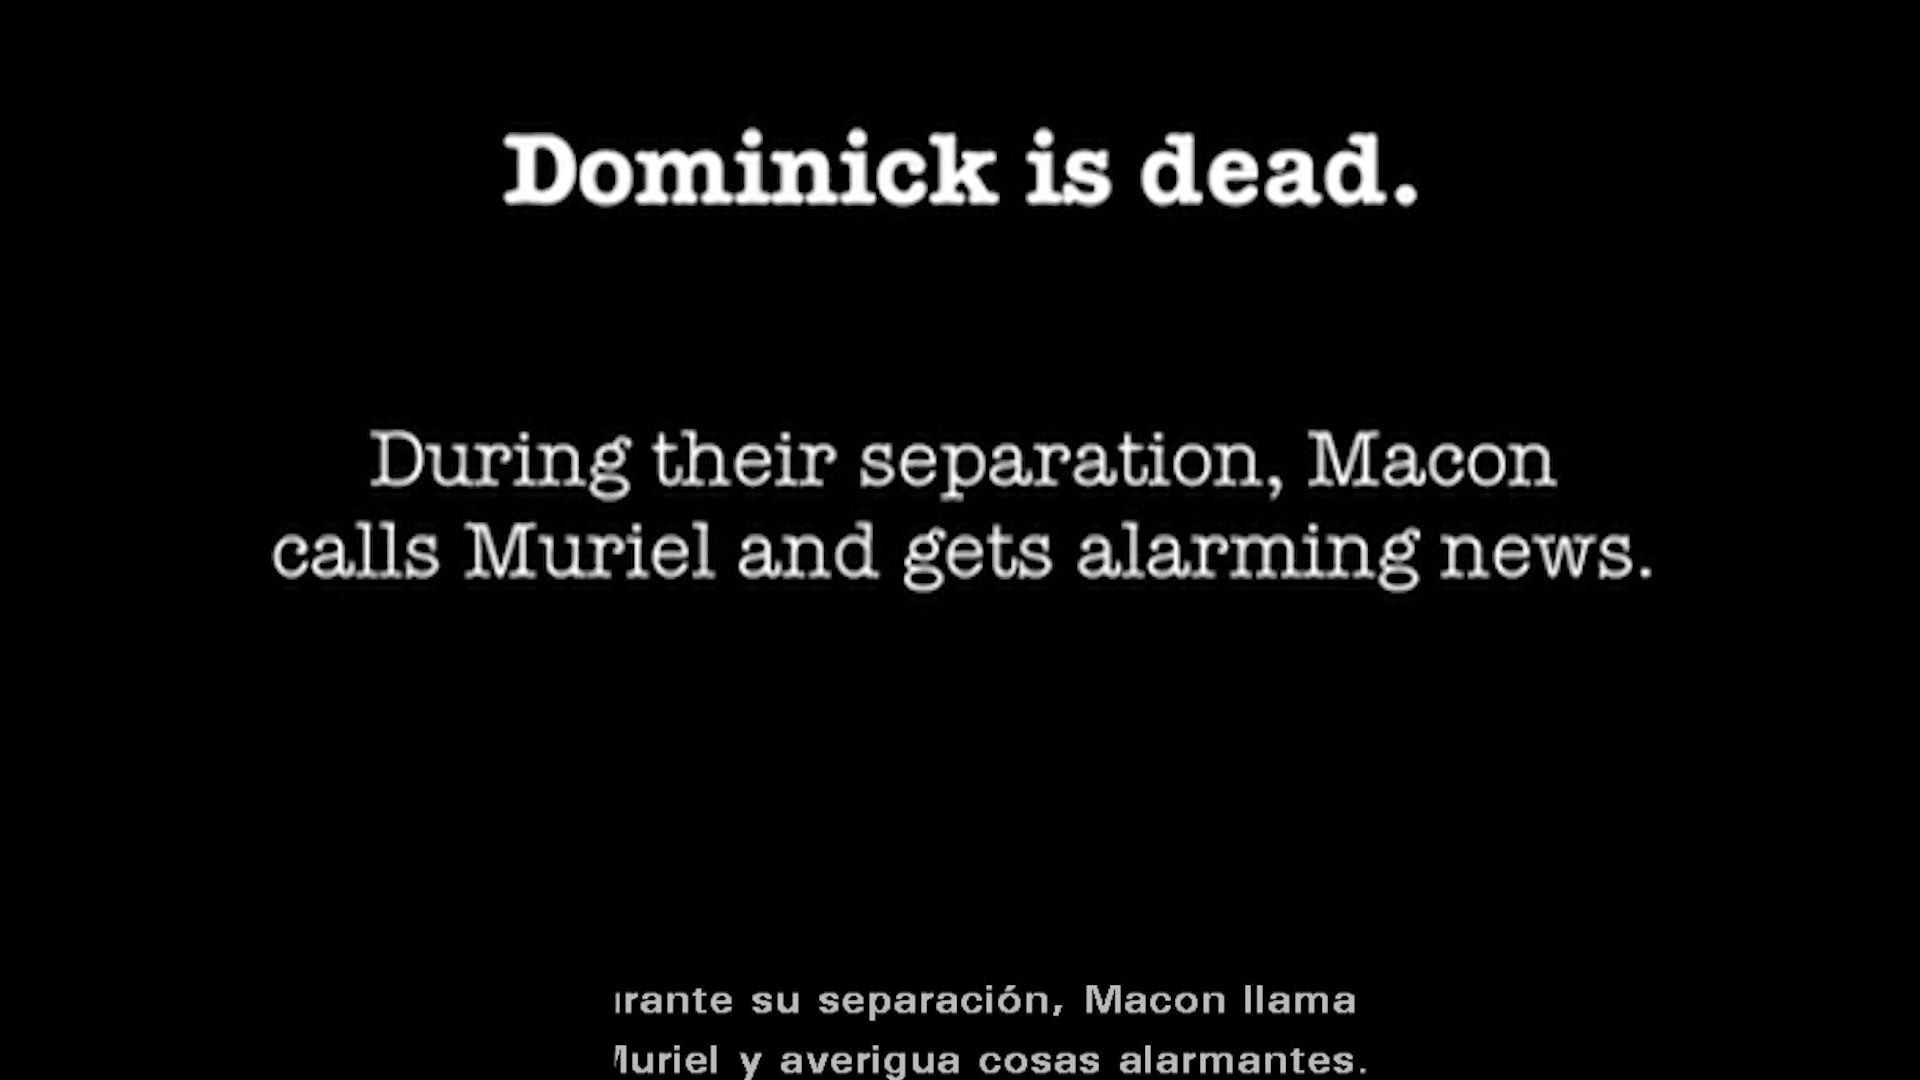 Dominick is dead.
During their separation, Macon
calls Muriel and gets alarming news.
su separación, Macon llama
y averigua cosas alarmantes.